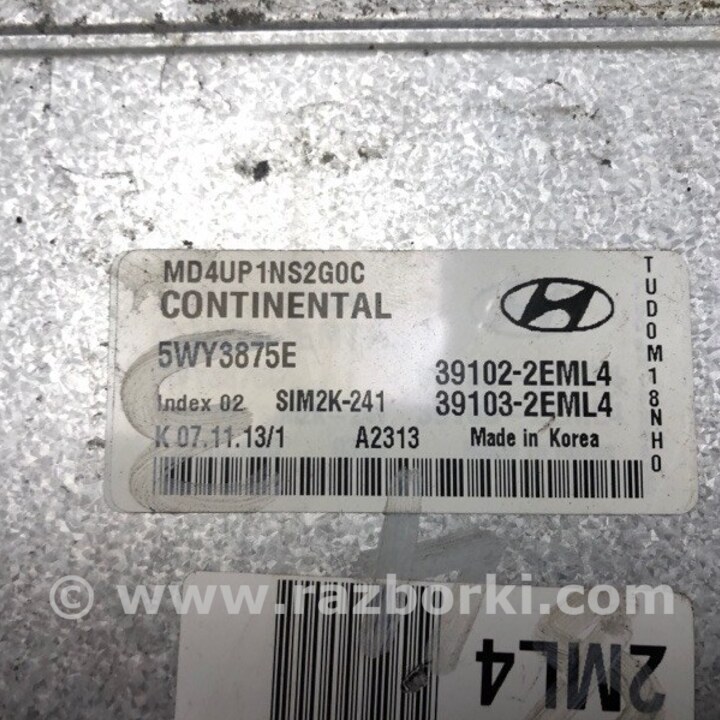 MD4UP1NS2G0C
CONTINENTAL
5WY3875E
39102-2EML4
Index 02 SIM2K-241 39103-2EML4
K 07.11.13/1 A2313 Made in Korea
TUD0M18NH0
© www.razborki.com
2ML4